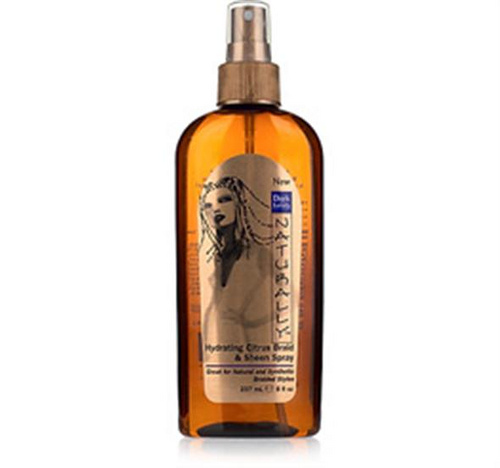 New
Dark
and Lovely
NATURALLY
Hydrating Citrus Braid
& Sheen Spray
Great for Natural and Synthetic
Braided Styles
237 mL ℮ 8 fl oz